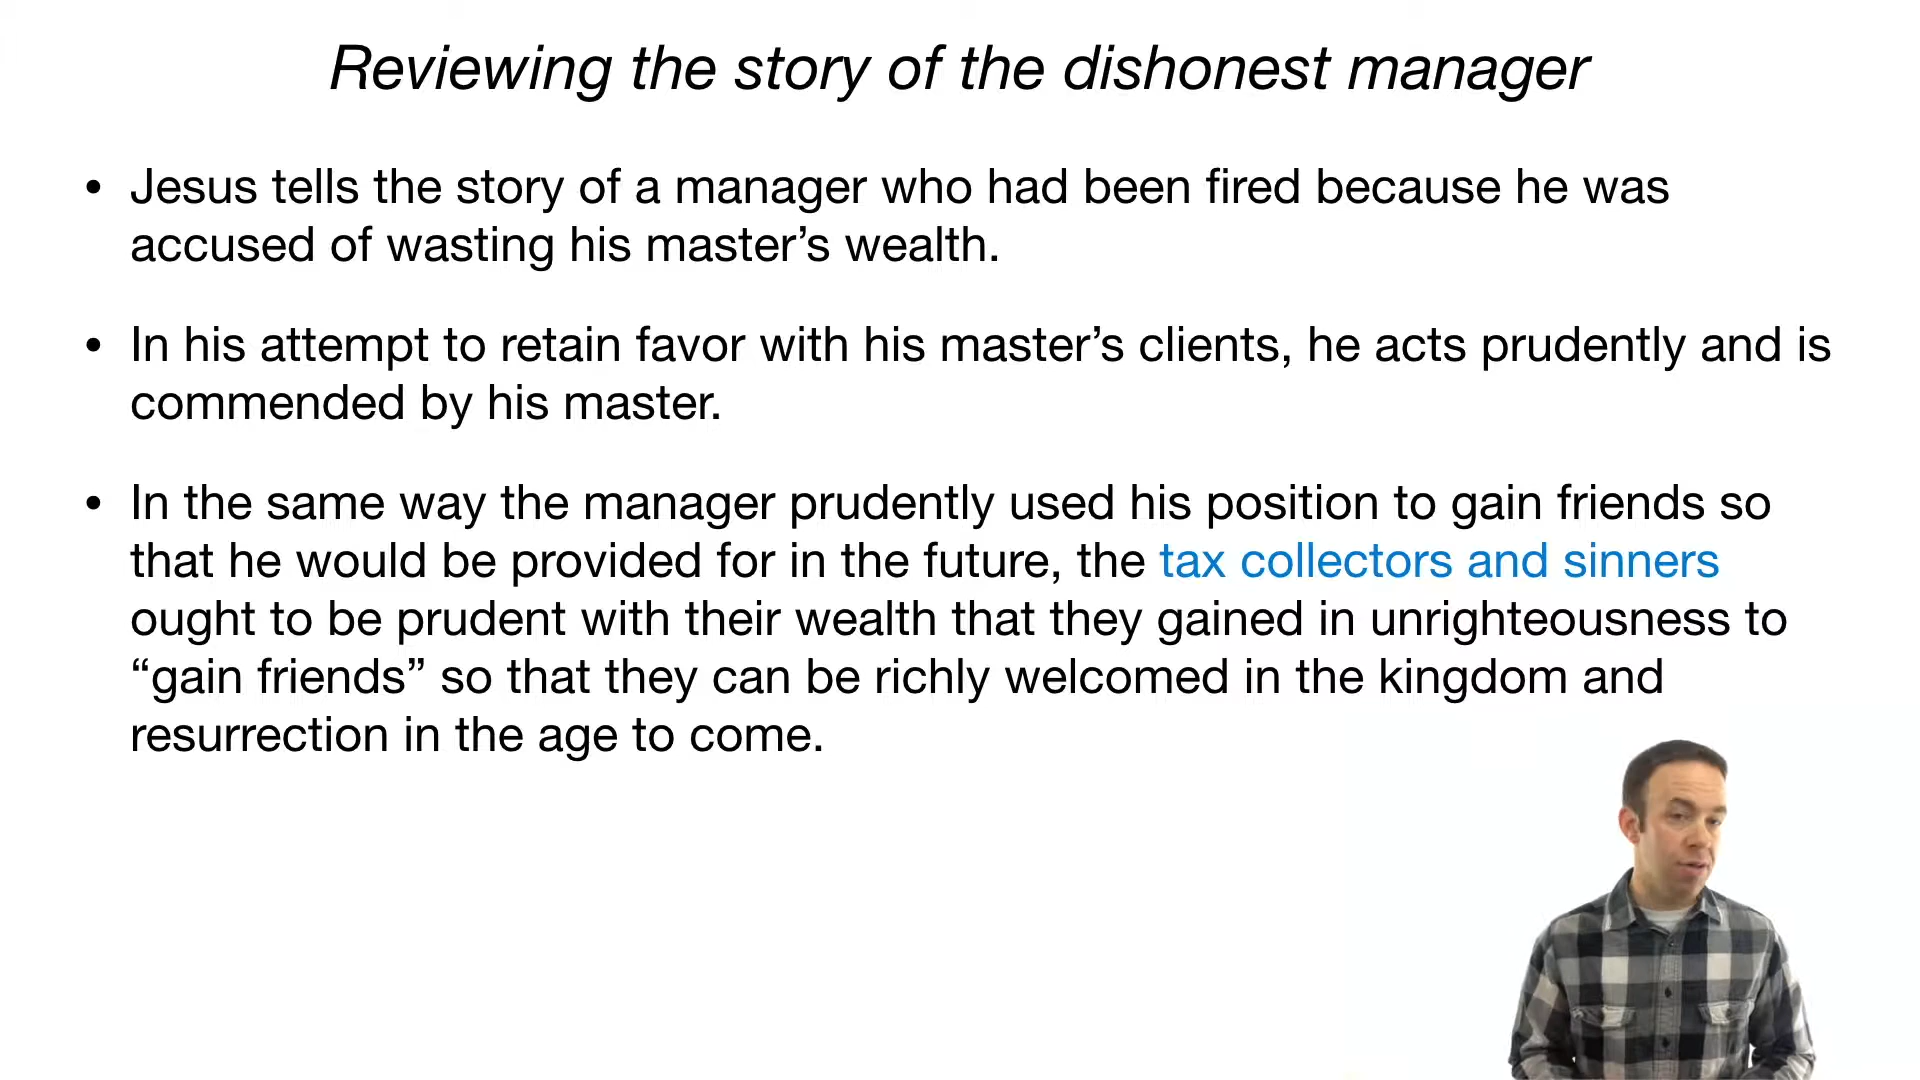 Reviewing the story of the dishonest manager
• Jesus tells the story of a manager who had been fired because he was
accused of wasting his master’s wealth.
• In his attempt to retain favor with his master’s clients, he acts prudently and is
commended by his master.
• In the same way the manager prudently used his position to gain friends so
that he would be provided for in the future, the tax collectors and sinners
ought to be prudent with their wealth that they gained in unrighteousness to
“gain friends” so that they can be richly welcomed in the kingdom and
resurrection in the age to come.